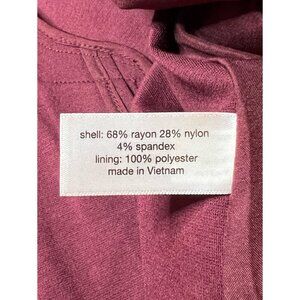 shell: 68% rayon 28% nylon
4% spandex
lining: 100% polyester
made in Vietnam